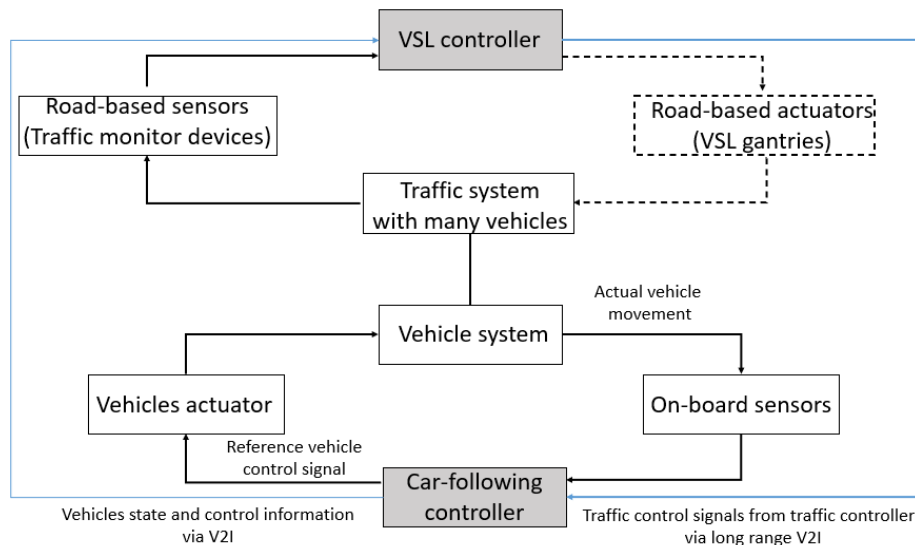 VSL controller
Road-based sensors
(Traffic monitor devices)
Road-based actuators
(VSL gantries)
Traffic system
with many vehicles
Actual vehicle
movement
Vehicle system
Vehicles actuator
On-board sensors
Reference vehicle
control signal
Car-following
controller
Vehicles state and control information
via V2I
Traffic control signals from traffic controller
via long range V2I